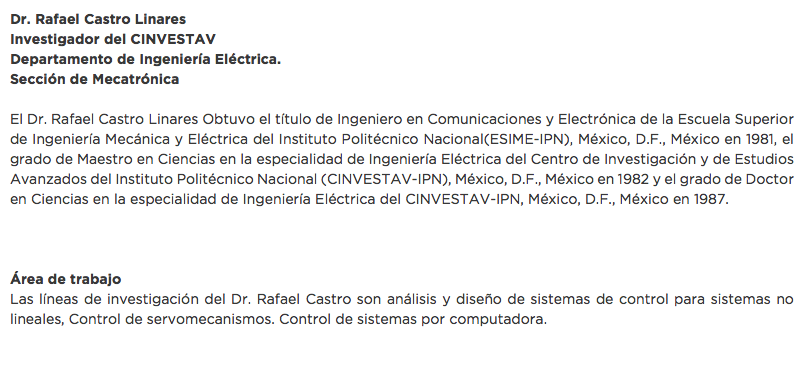 Dr. Rafael Castro Linares
Investigador del CINVESTAV
Departamento de Ingeniería Eléctrica.
Sección de Mecatrónica
El Dr. Rafael Castro Linares Obtuvo el título de Ingeniero en Comunicaciones y Electrónica de la Escuela Superior
de Ingeniería Mecánica y Eléctrica del Instituto Politécnico Nacional(ESIME-IPN), México, D.F., México en 1981, el
grado de Maestro en Ciencias en la especialidad de Ingeniería Eléctrica del Centro de Investigación y de Estudios
Avanzados del Instituto Politécnico Nacional (CINVESTAV-IPN), México, D.F., México en 1982 y el grado de Doctor
en Ciencias en la especialidad de Ingeniería Eléctrica del CINVESTAV-IPN, México, D.F., México en 1987.
Área de trabajo
Las líneas de investigación del Dr. Rafael Castro son análisis y diseño de sistemas de control para sistemas no
lineales, Control de servomecanismos. Control de sistemas por computadora.